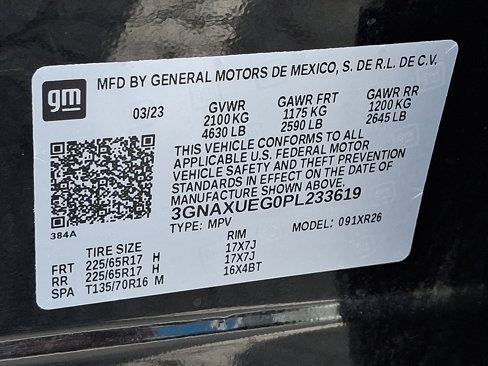 gm MFD BY GENERAL MOTORS DE MEXICO, S. DE R.L. DE C.V.
03/23 GVWR GAWR FRT GAWR RR
2100 KG 1175 KG 1200 KG
4630 LB 2590 LB 2645 LB
THIS VEHICLE CONFORMS TO ALL
APPLICABLE U.S. FEDERAL MOTOR
VEHICLE SAFETY AND THEFT PREVENTION
STANDARDS IN EFFECT ON THE DATE OF
MANUFACTURE SHOWN ABOVE.
3GNAXUEG0PL233619
384A TYPE: MPV MODEL: 091XR26
TIRE SIZE RIM
FRT 225/65R17 H 17X7J
RR 225/65R17 H 17X7J
SPA T135/70R16 M 16X4BT